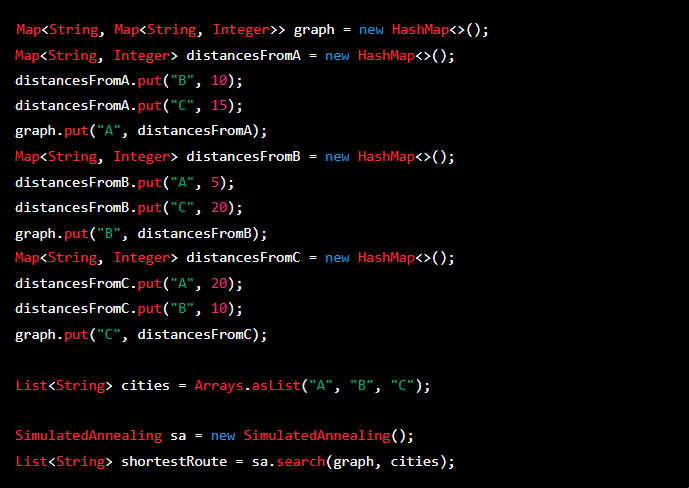 Map<String, Map<String, Integer>> graph = new HashMap<>();
Map<String, Integer> distancesFromA = new HashMap<>();
distancesFromA.put("B", 10);
distancesFromA.put("C", 15);
graph.put("A", distancesFromA);
Map<String, Integer> distancesFromB = new HashMap<>();
distancesFromB.put("A", 5);
distancesFromB.put("C", 20);
graph.put("B", distancesFromB);
Map<String, Integer> distancesFromC = new HashMap<>();
distancesFromC.put("A", 20);
distancesFromC.put("B", 10);
graph.put("C", distancesFromC);
List<String> cities = Arrays.asList("A", "B", "C");
SimulatedAnnealing sa = new SimulatedAnnealing();
List<String> shortestRoute = sa.search(graph, cities);